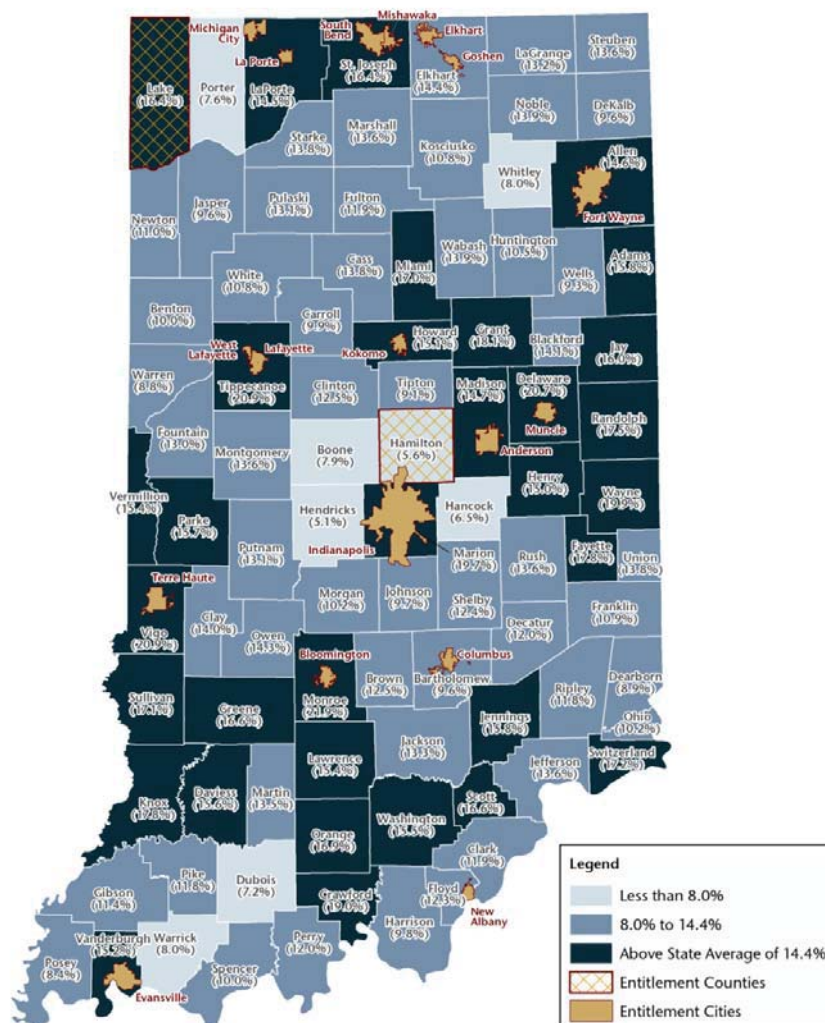 Mishawaka
Michigan
City
South
Bend
Elkhart
Goshen
La Porte
Lake
(16.4%)
Porter
(7.6%)
LaPorte
(14.5%)
St. Joseph
(16.4%)
Elkhart
(14.4%)
LaGrange
(13.2%)
Steuben
(13.6%)
Noble
(13.9%)
DeKalb
(9.6%)
Starke
(13.8%)
Marshall
(13.6%)
Kosciusko
(10.8%)
Whitley
(8.0%)
Allen
(14.6%)
Fort Wayne
Newton
(11.0%)
Jasper
(9.6%)
Pulaski
(13.1%)
Fulton
(11.9%)
Cass
(13.8%)
Miami
(17.0%)
Wabash
(13.9%)
Huntington
(10.5%)
Wells
(9.3%)
Adams
(15.8%)
White
(10.8%)
Benton
(10.0%)
Carroll
(9.9%)
Howard
(15.1%)
Kokomo
Grant
(18.1%)
Blackford
(14.1%)
Jay
(16.0%)
West
Lafayette
Lafayette
Tippecanoe
(20.9%)
Warren
(8.8%)
Clinton
(12.5%)
Tipton
(9.1%)
Madison
(14.7%)
Anderson
Delaware
(20.7%)
Muncie
Randolph
(17.5%)
Fountain
(13.0%)
Montgomery
(13.6%)
Boone
(7.9%)
Hamilton
(5.6%)
Henry
(15.0%)
Wayne
(19.9%)
Vermillion
(15.4%)
Parke
(15.7%)
Putnam
(13.1%)
Hendricks
(5.1%)
Indianapolis
Hancock
(6.5%)
Marion
(19.7%)
Rush
(13.6%)
Fayette
(17.8%)
Union
(13.8%)
Terre Haute
Vigo
(20.9%)
Clay
(14.0%)
Owen
(14.3%)
Morgan
(10.2%)
Johnson
(9.7%)
Shelby
(12.4%)
Decatur
(12.0%)
Franklin
(10.9%)
Bloomington
Monroe
(21.9%)
Brown
(12.5%)
Columbus
Bartholomew
(9.6%)
Ripley
(11.8%)
Dearborn
(8.9%)
Ohio
(10.2%)
Sullivan
(17.1%)
Greene
(16.6%)
Jennings
(15.8%)
Jackson
(13.3%)
Lawrence
(15.4%)
Jefferson
(13.6%)
Switzerland
(17.2%)
Knox
(17.8%)
Daviess
(15.6%)
Martin
(13.5%)
Orange
(16.9%)
Washington
(15.5%)
Scott
(16.6%)
Clark
(11.9%)
Gibson
(11.4%)
Pike
(11.8%)
Dubois
(7.2%)
Crawford
(19.0%)
Floyd
(12.3%)
New
Albany
Harrison
(9.8%)
Posey
(8.4%)
Vanderburgh
(15.2%)
Evansville
Warrick
(8.0%)
Spencer
(10.0%)
Perry
(12.0%)
Legend
Less than 8.0%
8.0% to 14.4%
Above State Average of 14.4%
Entitlement Counties
Entitlement Cities